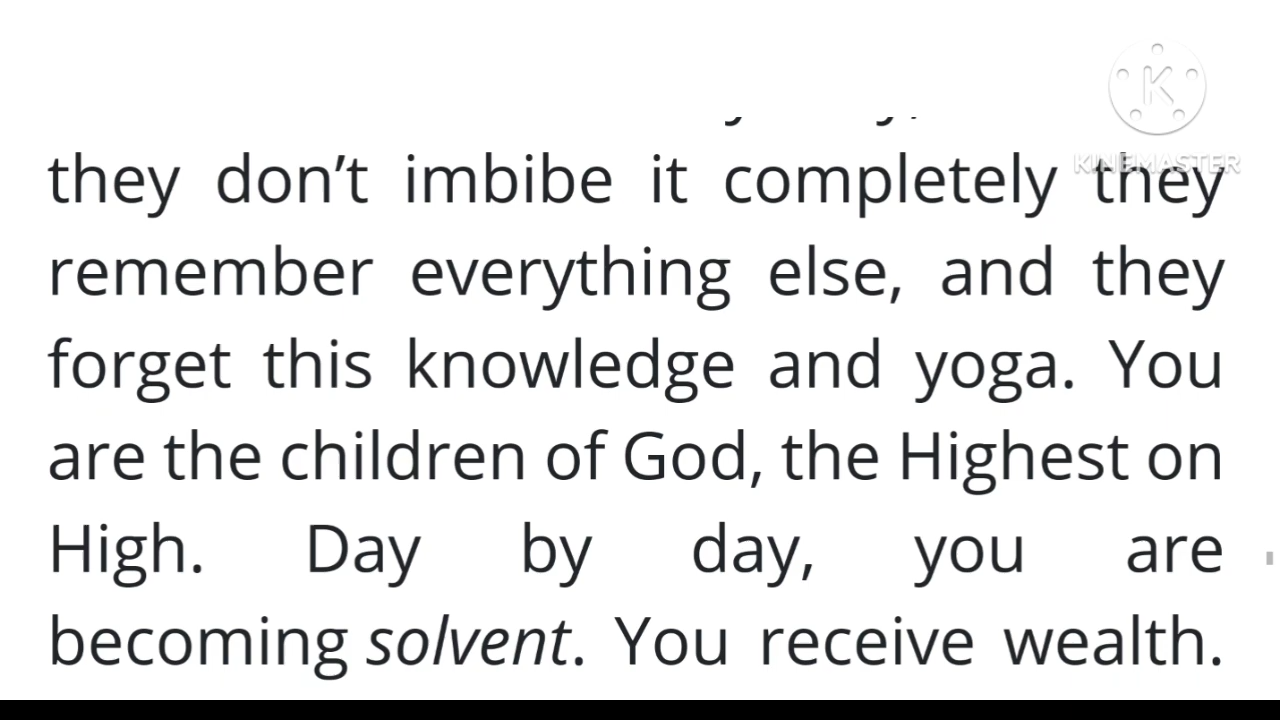 K
KINEMASTER
they don’t imbibe it completely they
remember everything else, and they
forget this knowledge and yoga. You
are the children of God, the Highest on
High. Day by day, you are
becoming solvent. You receive wealth.